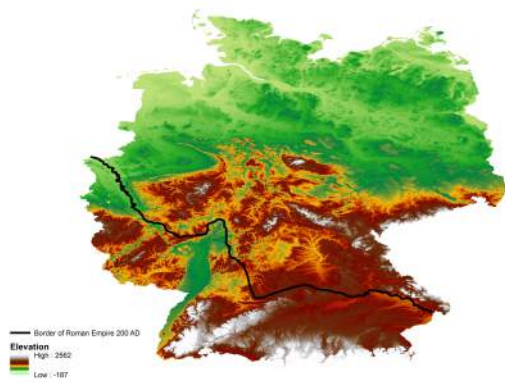 Border of Roman Empire 200 AD
Elevation
High : 2562
Low : -187